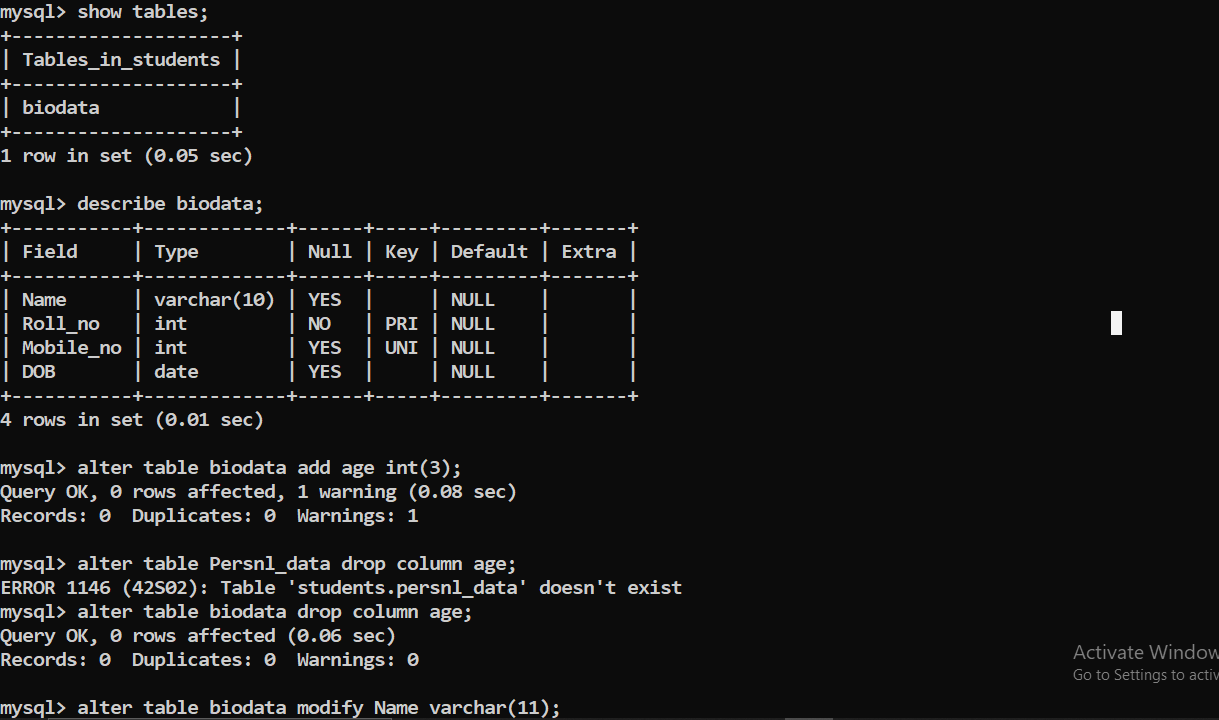 mysql> show tables;
+--------------------+
| Tables_in_students |
+--------------------+
| biodata            |
+--------------------+
1 row in set (0.05 sec)

mysql> describe biodata;
+-----------+-------------+------+-----+---------+-------+
| Field     | Type        | Null | Key | Default | Extra |
+-----------+-------------+------+-----+---------+-------+
| Name      | varchar(10) | YES  |     | NULL    |       |
| Roll_no   | int         | NO   | PRI | NULL    |       |
| Mobile_no | int         | YES  | UNI | NULL    |       |
| DOB       | date        | YES  |     | NULL    |       |
+-----------+-------------+------+-----+---------+-------+
4 rows in set (0.01 sec)

mysql> alter table biodata add age int(3);
Query OK, 0 rows affected, 1 warning (0.08 sec)
Records: 0  Duplicates: 0  Warnings: 1

mysql> alter table Persnl_data drop column age;
ERROR 1146 (42S02): Table 'students.persnl_data' doesn't exist
mysql> alter table biodata drop column age;
Query OK, 0 rows affected (0.06 sec)
Records: 0  Duplicates: 0  Warnings: 0

mysql> alter table biodata modify Name varchar(11);
Activate Window
Go to Settings to activ